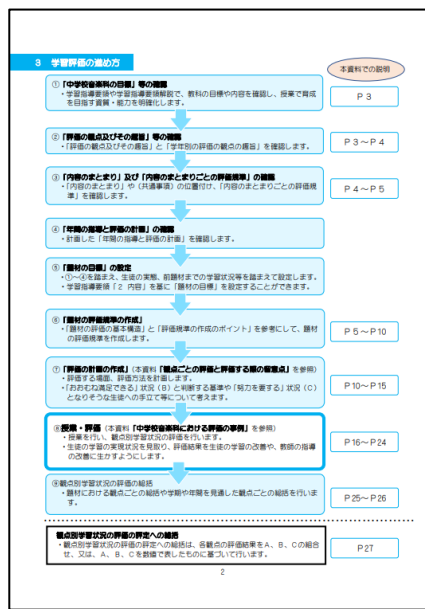 3 学習評価の進め方
本資料での説明
①「中学校音楽科の目標」等の確認
・学習指導要領や学習指導要領解説で、教科の目標や内容を確認し、授業で育成
を目指す資質・能力を明確化します。
P3
②「評価の観点及びその趣旨」等の確認
・「評価の観点及びその趣旨」と「学年別の評価の観点の趣旨」を確認します。
P3~P4
③「内容のまとまり」及び「内容のまとまりごとの評価規準」の確認
・「内容のまとまり」や〔共通事項〕の位置付け、「内容のまとまりごとの評価規
準」を確認します。
P4~P5
④「年間の指導と評価の計画」の確認
・計画した「年間の指導と評価の計画」を確認します。
⑤「題材の目標」の設定
・①~④を踏まえ、生徒の実態、前題材までの学習状況等を踏まえて設定します。
・学習指導要領「2 内容」を基に「題材の目標」を設定することができます。
⑥「題材の評価規準の作成」
・「題材の評価の基本構造」と「評価規準の作成のポイント」を参考にして、題材
の評価規準を作成します。
P5~P10
⑦「評価の計画の作成」(本資料「観点ごとの評価と評価する際の留意点」を参照)
・評価する場面、評価方法を計画します。
・「おおむね満足できる」状況(B)と判断する基準や「努力を要する」状況(C)
となりそうな生徒への手立て等について考えます。
P10~P15
⑧授業・評価(本資料「中学校音楽科における評価の事例」を参照)
・授業を行い、観点別学習状況の評価を行います。
・生徒の学習の実現状況を見取り、評価結果を生徒の学習の改善や、教師の指導
の改善に生かすようにします。
P16~P24
⑨観点別学習状況の評価の総括
・題材における観点ごとの総括や学期や年間を見通した観点ごとの総括を行いま
す。
P25~P26
観点別学習状況の評価の評定への総括
・観点別学習状況の評価の評定への総括は、各観点の評価結果をA、B、Cの組合
せ、又は、A、B、Cを数値で表したものに基づいて行います。
P27
2